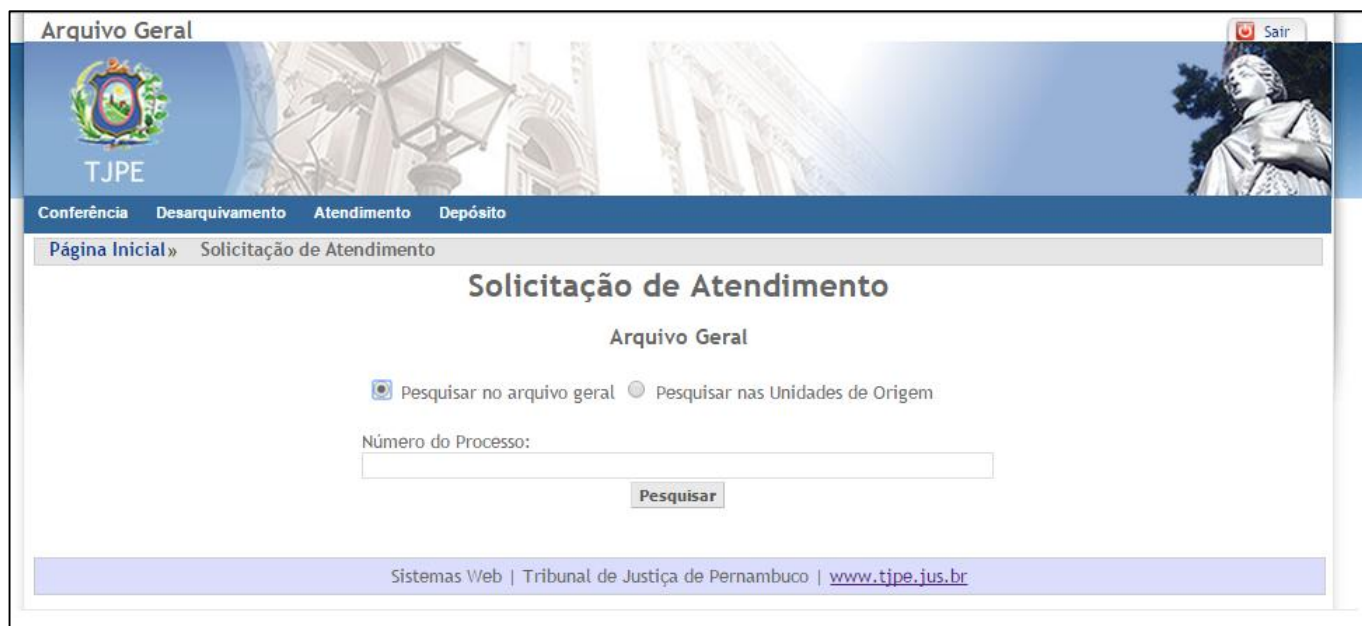 Arquivo Geral
Sair
TJPE
Conferência Desarquivamento Atendimento Depósito
Página Inicial» Solicitação de Atendimento
Solicitação de Atendimento
Arquivo Geral
Pesquisar no arquivo geral Pesquisar nas Unidades de Origem
Número do Processo:
Pesquisar
Sistemas Web | Tribunal de Justiça de Pernambuco | www.tjpe.jus.br